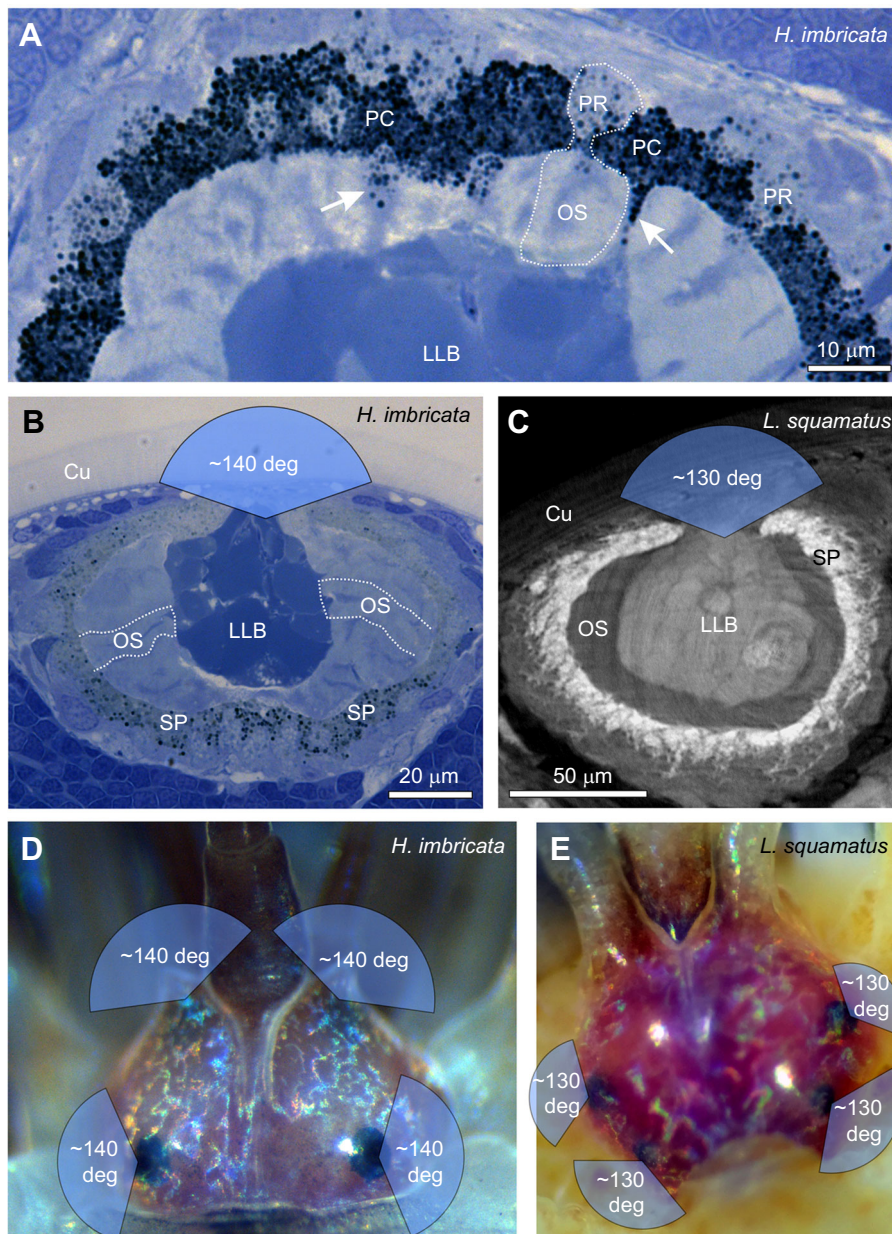 A
H. imbricata
PR
PC
PC
PR
OS
LLB
10 μm
B
H. imbricata
~140 deg
Cu
OS
OS
LLB
SP
SP
20 μm
C
L. squamatus
~130 deg
Cu
SP
OS
LLB
50 μm
D
H. imbricata
~140 deg
~140 deg
~140
deg
~140
deg
E
L. squamatus
~130
deg
~130
deg
~130
deg
~130
deg